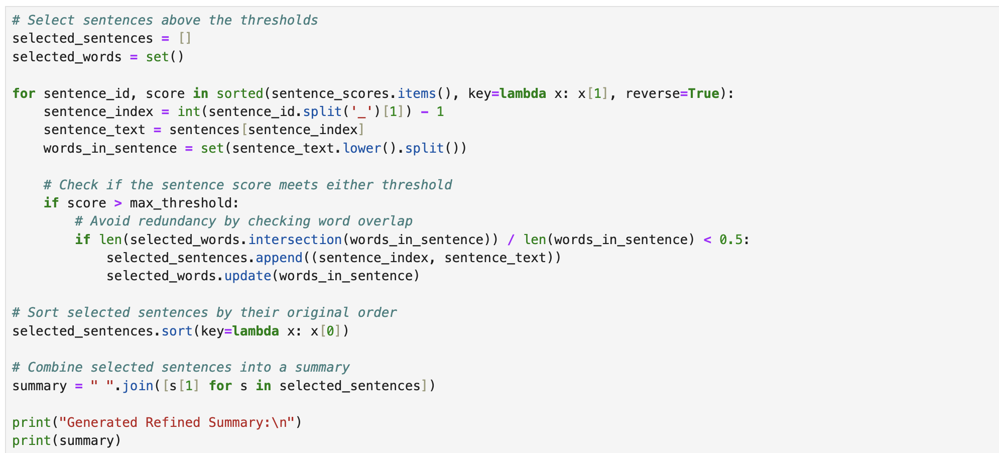 # Select sentences above the thresholds
selected_sentences = []
selected_words = set()

for sentence_id, score in sorted(sentence_scores.items(), key=lambda x: x[1], reverse=True):
    sentence_index = int(sentence_id.split('_')[1]) - 1
    sentence_text = sentences[sentence_index]
    words_in_sentence = set(sentence_text.lower().split())

    # Check if the sentence score meets either threshold
    if score > max_threshold:
        # Avoid redundancy by checking word overlap
        if len(selected_words.intersection(words_in_sentence)) / len(words_in_sentence) < 0.5:
            selected_sentences.append((sentence_index, sentence_text))
            selected_words.update(words_in_sentence)

# Sort selected sentences by their original order
selected_sentences.sort(key=lambda x: x[0])

# Combine selected sentences into a summary
summary = " ".join([s[1] for s in selected_sentences])

print("Generated Refined Summary:\n")
print(summary)